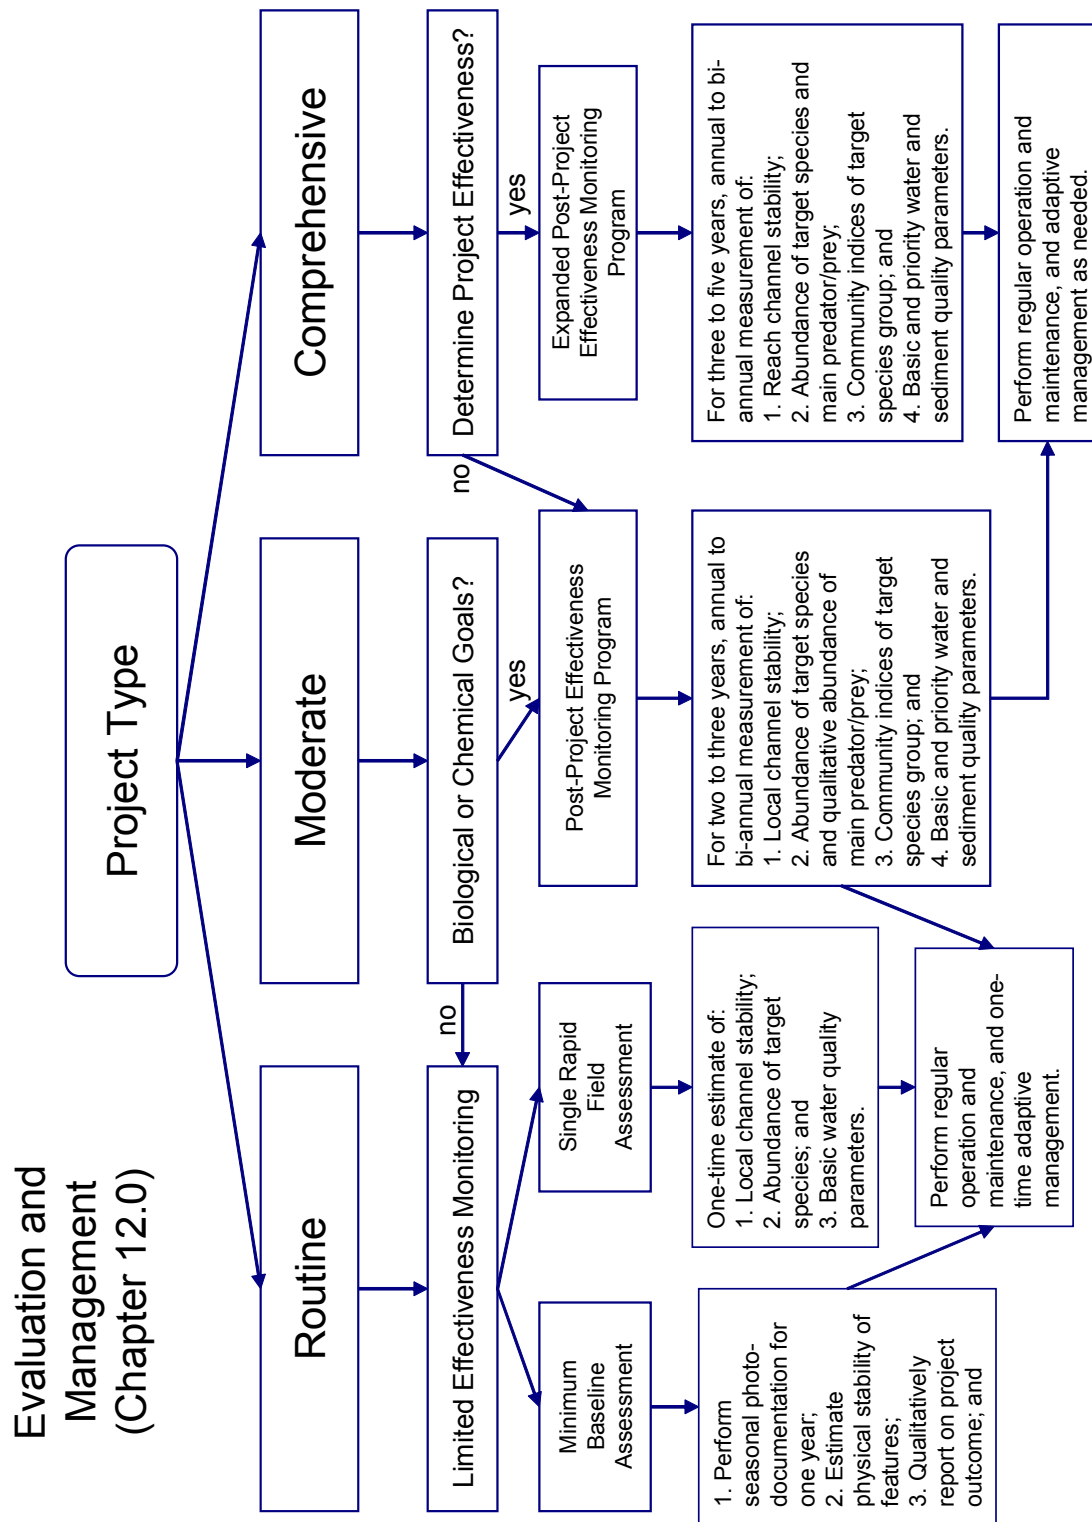 Evaluation and
Management
(Chapter 12.0)
Project Type
Routine
Moderate
Comprehensive
Limited Effectiveness Monitoring
no
Biological or Chemical Goals?
no
Determine Project Effectiveness?
yes
yes
Minimum
Baseline
Assessment
Single Rapid
Field
Assessment
Post-Project Effectiveness
Monitoring Program
Expanded Post-Project
Effectiveness Monitoring
Program
1. Perform
seasonal photo-
documentation for
one year;
2. Estimate
physical stability of
features;
3. Qualitatively
report on project
outcome; and
One-time estimate of:
1. Local channel stability;
2. Abundance of target
species; and
3. Basic water quality
parameters.
For two to three years, annual to
bi-annual measurement of:
1. Local channel stability;
2. Abundance of target species
and qualitative abundance of
main predator/prey;
3. Community indices of target
species group; and
4. Basic and priority water and
sediment quality parameters.
For three to five years, annual to bi-
annual measurement of:
1. Reach channel stability;
2. Abundance of target species and
main predator/prey;
3. Community indices of target
species group; and
4. Basic and priority water and
sediment quality parameters.
Perform regular
operation and
maintenance, and one-
time adaptive
management.
Perform regular operation and
maintenance, and adaptive
management as needed.